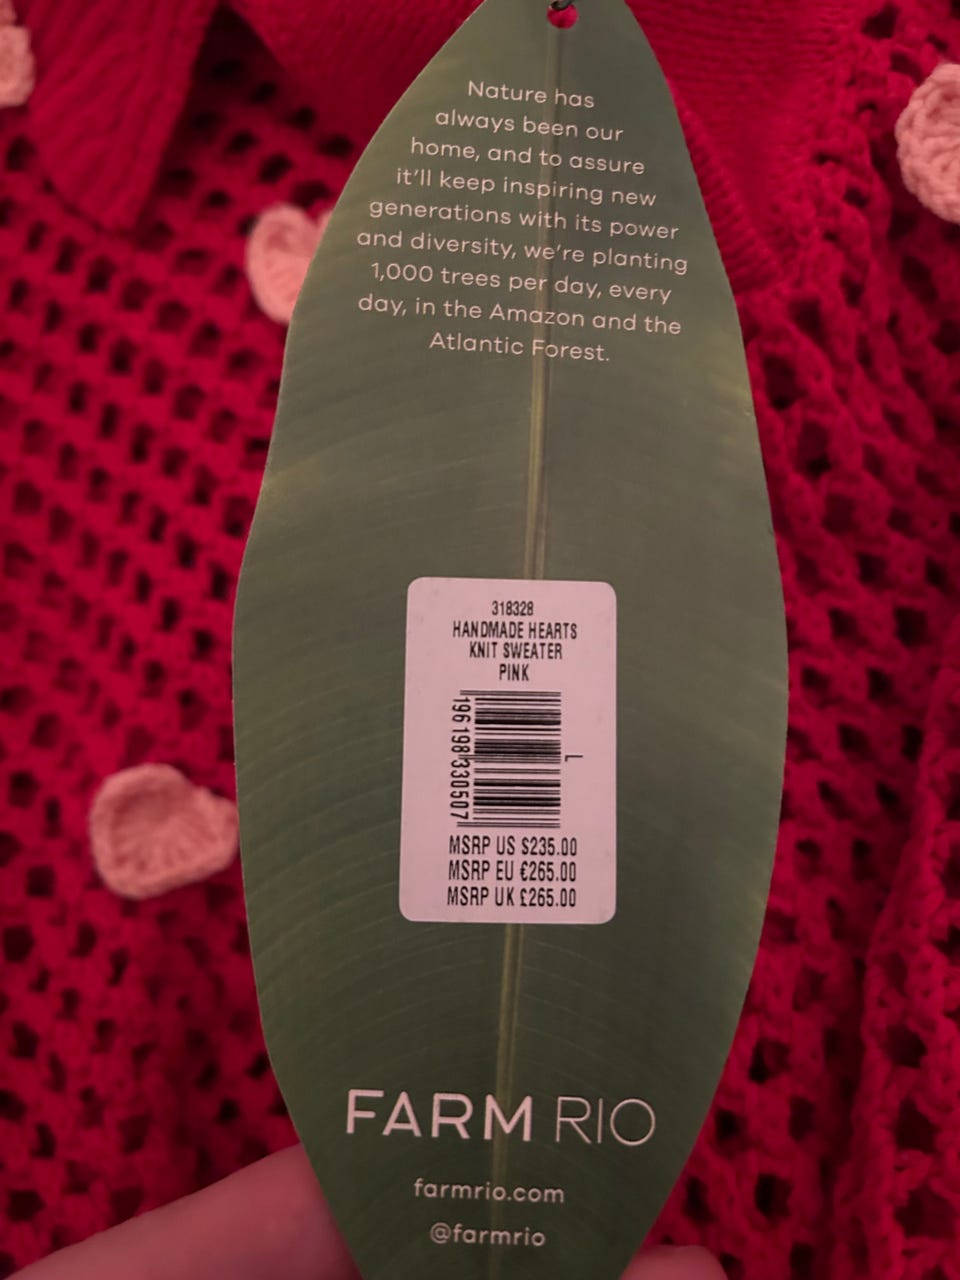 Nature has
always been our
home, and to assure
it'll keep inspiring new
generations with its power
and diversity, we're planting
1,000 trees per day, every
day, in the Amazon and the
Atlantic Forest.
318328
HANDMADE HEARTS
KNIT SWEATER
PINK
196198330507
L
MSRP US $235.00
MSRP EU €265.00
MSRP UK £265.00
FARM RIO
farmrio.com
@farmrio